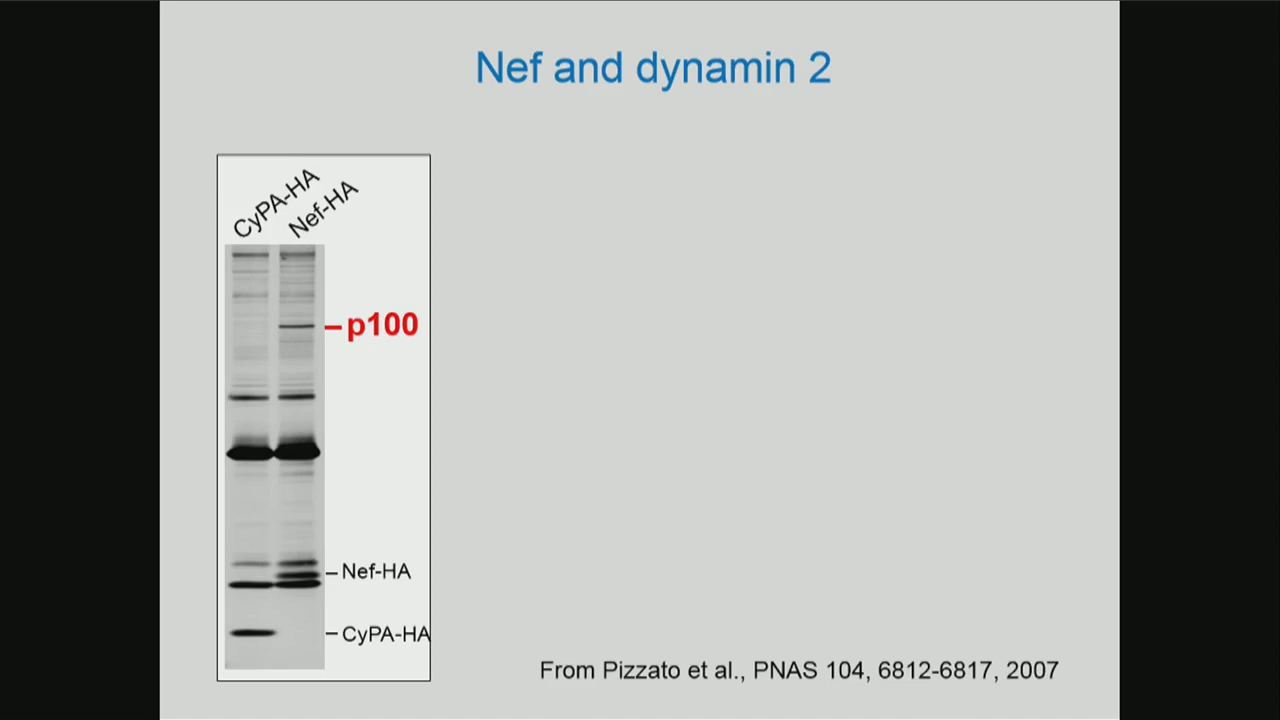 Nef and dynamin 2
CyPA-HA
Nef-HA
p100
Nef-HA
CyPA-HA
From Pizzato et al., PNAS 104, 6812-6817, 2007